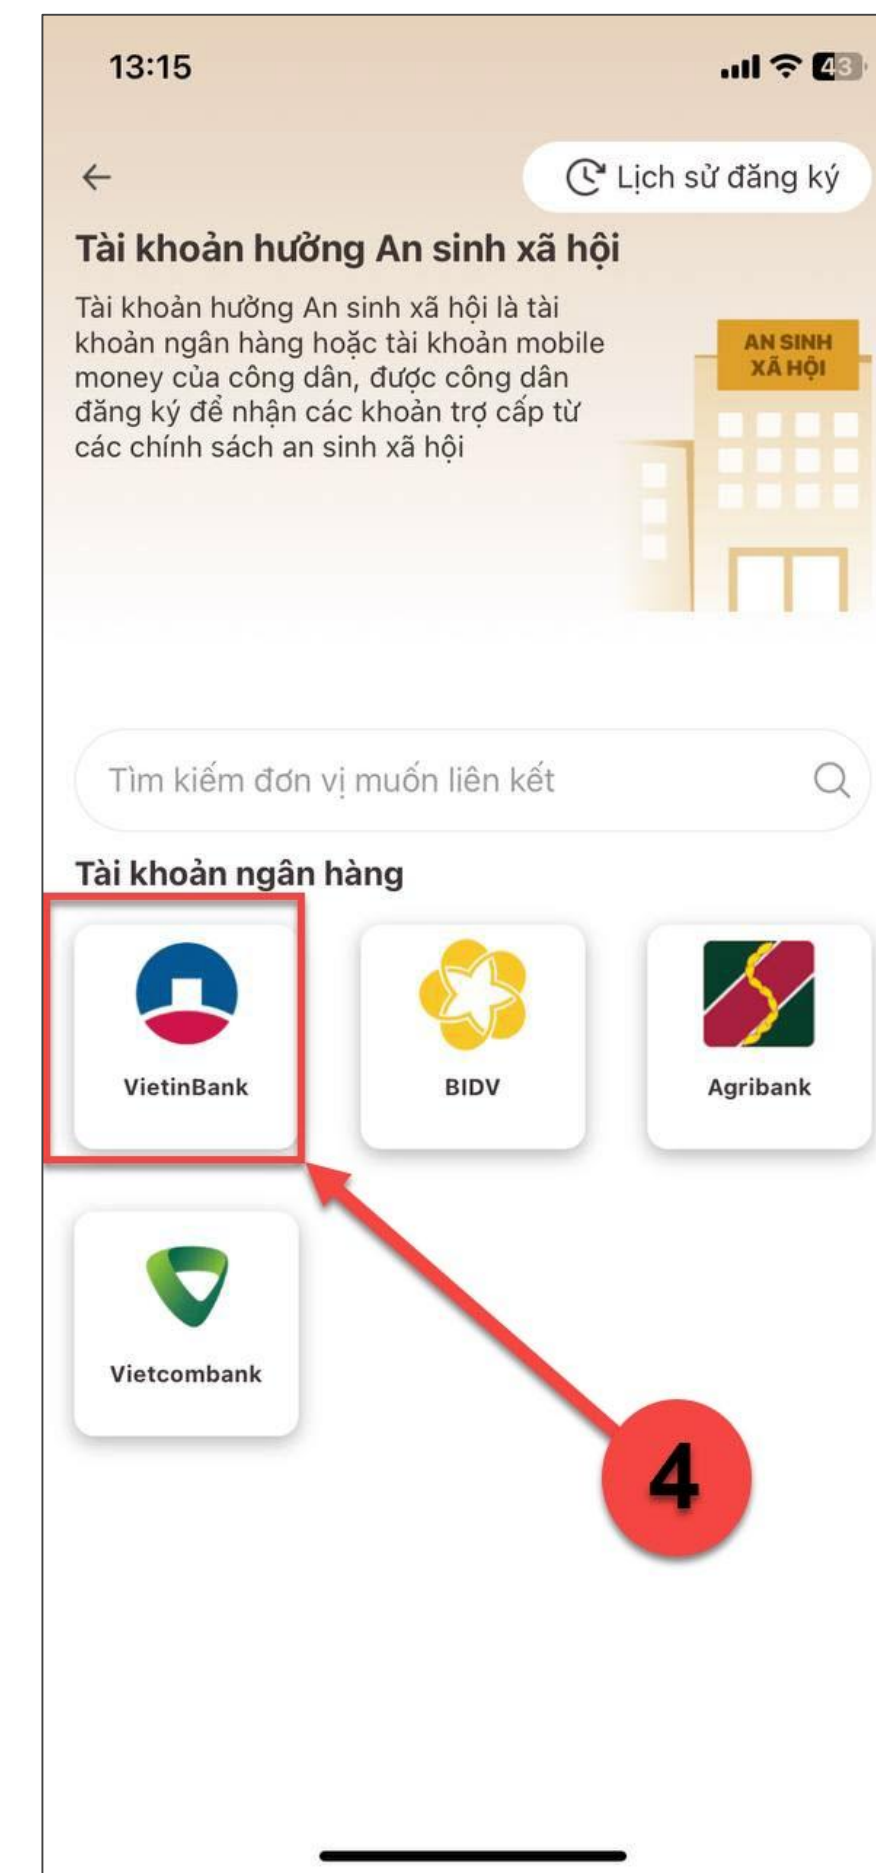 13:15
43
Lịch sử đăng ký
Tài khoản hưởng An sinh xã hội
Tài khoản hưởng An sinh xã hội là tài
khoản ngân hàng hoặc tài khoản mobile
money của công dân, được công dân
đăng ký để nhận các khoản trợ cấp từ
các chính sách an sinh xã hội
AN SINH
XÃ HỘI
Tìm kiếm đơn vị muốn liên kết
Tài khoản ngân hàng
VietinBank
BIDV
Agribank
Vietcombank
4